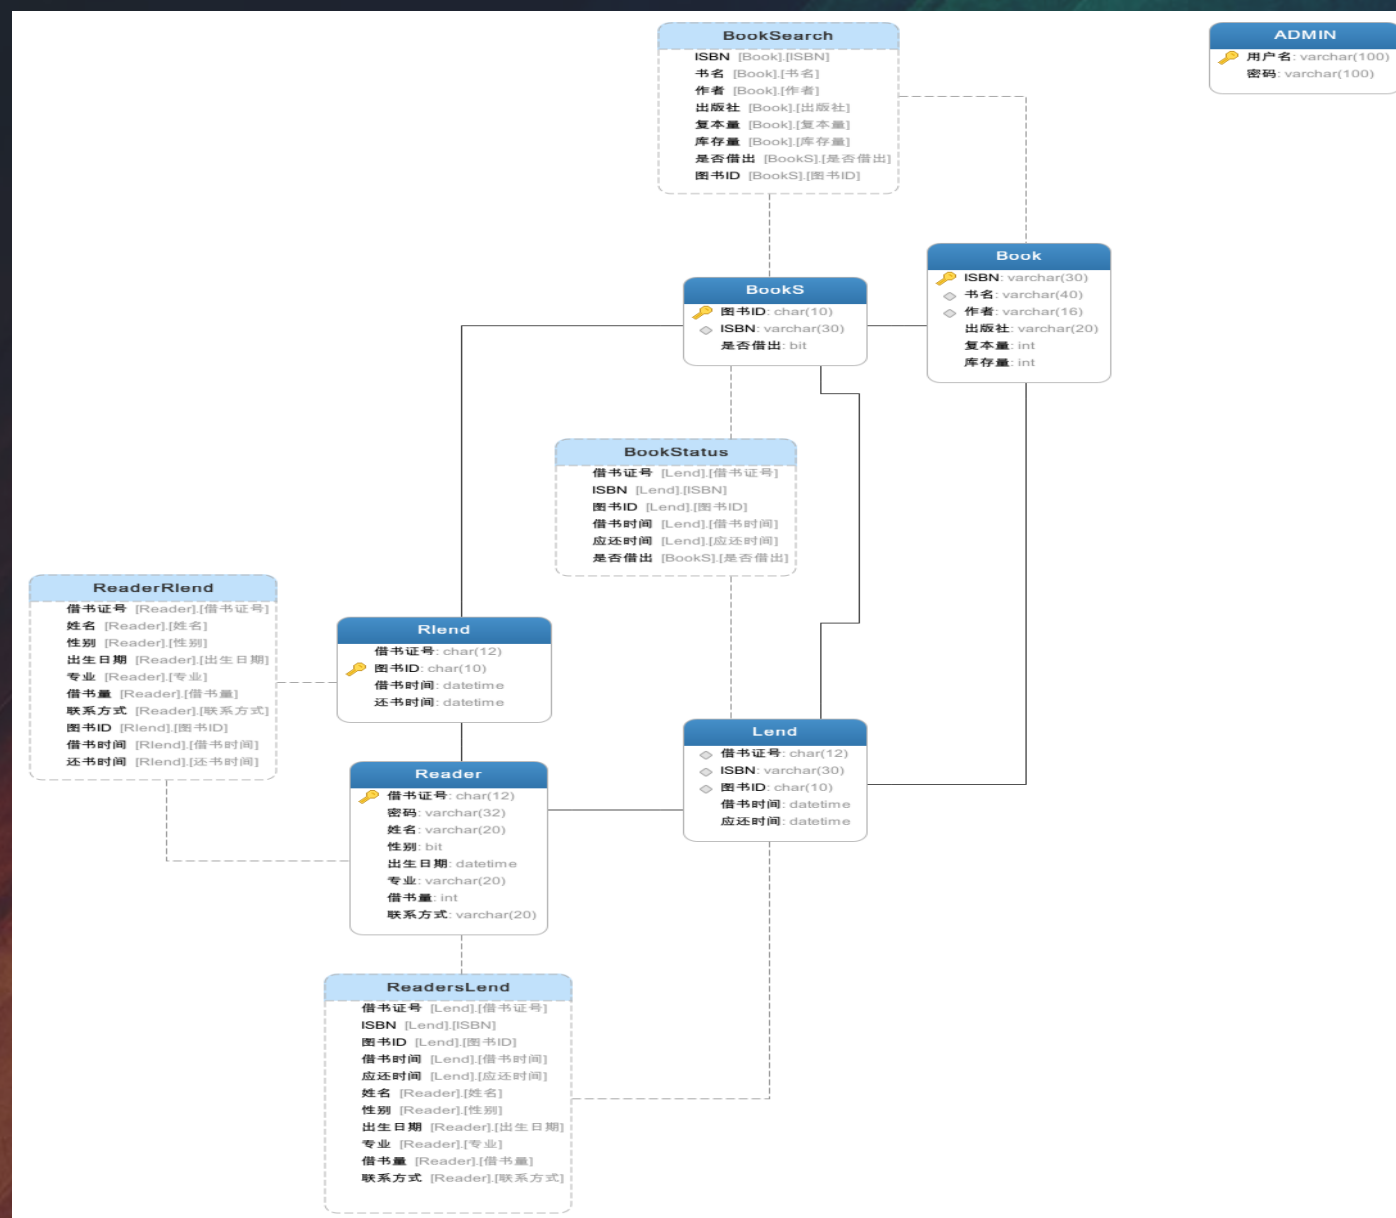 BookSearch
ISBN [Book].[ISBN]
书名 [Book].[书名]
作者 [Book].[作者]
出版社 [Book].[出版社]
复本量 [Book].[复本量]
库存量 [Book].[库存量]
是否借出 [BookS].[是否借出]
图书ID [BookS].[图书ID]
ADMIN
用户名: varchar(100)
密码: varchar(100)
Book
ISBN: varchar(30)
书名: varchar(40)
作者: varchar(16)
出版社: varchar(20)
复本量: int
库存量: int
BookS
图书ID: char(10)
ISBN: varchar(30)
是否借出: bit
BookStatus
借书证号 [Lend].[借书证号]
ISBN [Lend].[ISBN]
图书ID [Lend].[图书ID]
借书时间 [Lend].[借书时间]
应还时间 [Lend].[应还时间]
是否借出 [BookS].[是否借出]
ReaderRlend
借书证号 [Reader].[借书证号]
姓名 [Reader].[姓名]
性别 [Reader].[性别]
出生日期 [Reader].[出生日期]
专业 [Reader].[专业]
借书量 [Reader].[借书量]
联系方式 [Reader].[联系方式]
图书ID [Rlend].[图书ID]
借书时间 [Rlend].[借书时间]
还书时间 [Rlend].[还书时间]
Rlend
借书证号: char(12)
图书ID: char(10)
借书时间: datetime
还书时间: datetime
Lend
借书证号: char(12)
ISBN: varchar(30)
图书ID: char(10)
借书时间: datetime
应还时间: datetime
Reader
借书证号: char(12)
密码: varchar(32)
姓名: varchar(20)
性别: bit
出生日期: datetime
专业: varchar(20)
借书量: int
联系方式: varchar(20)
ReadersLend
借书证号 [Lend].[借书证号]
ISBN [Lend].[ISBN]
图书ID [Lend].[图书ID]
借书时间 [Lend].[借书时间]
应还时间 [Lend].[应还时间]
姓名 [Reader].[姓名]
性别 [Reader].[性别]
出生日期 [Reader].[出生日期]
专业 [Reader].[专业]
借书量 [Reader].[借书量]
联系方式 [Reader].[联系方式]